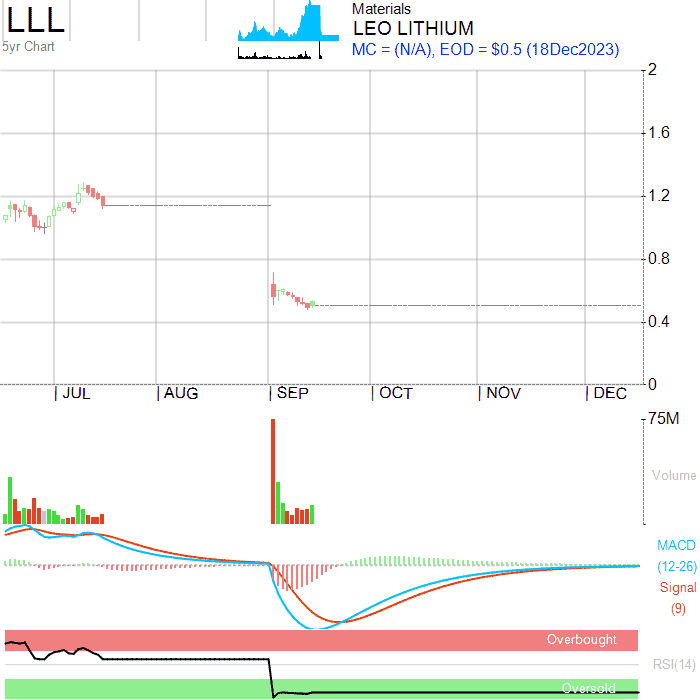 LLL
5yr Chart
Materials
LEO LITHIUM
MC = (N/A), EOD = $0.5 (18Dec2023)
2
1.6
1.2
0.8
0.4
0
JUL AUG SEP OCT NOV DEC
75M
Volume
MACD
(12-26)
Signal
(9)
Overbought
RSI(14)
Oversold